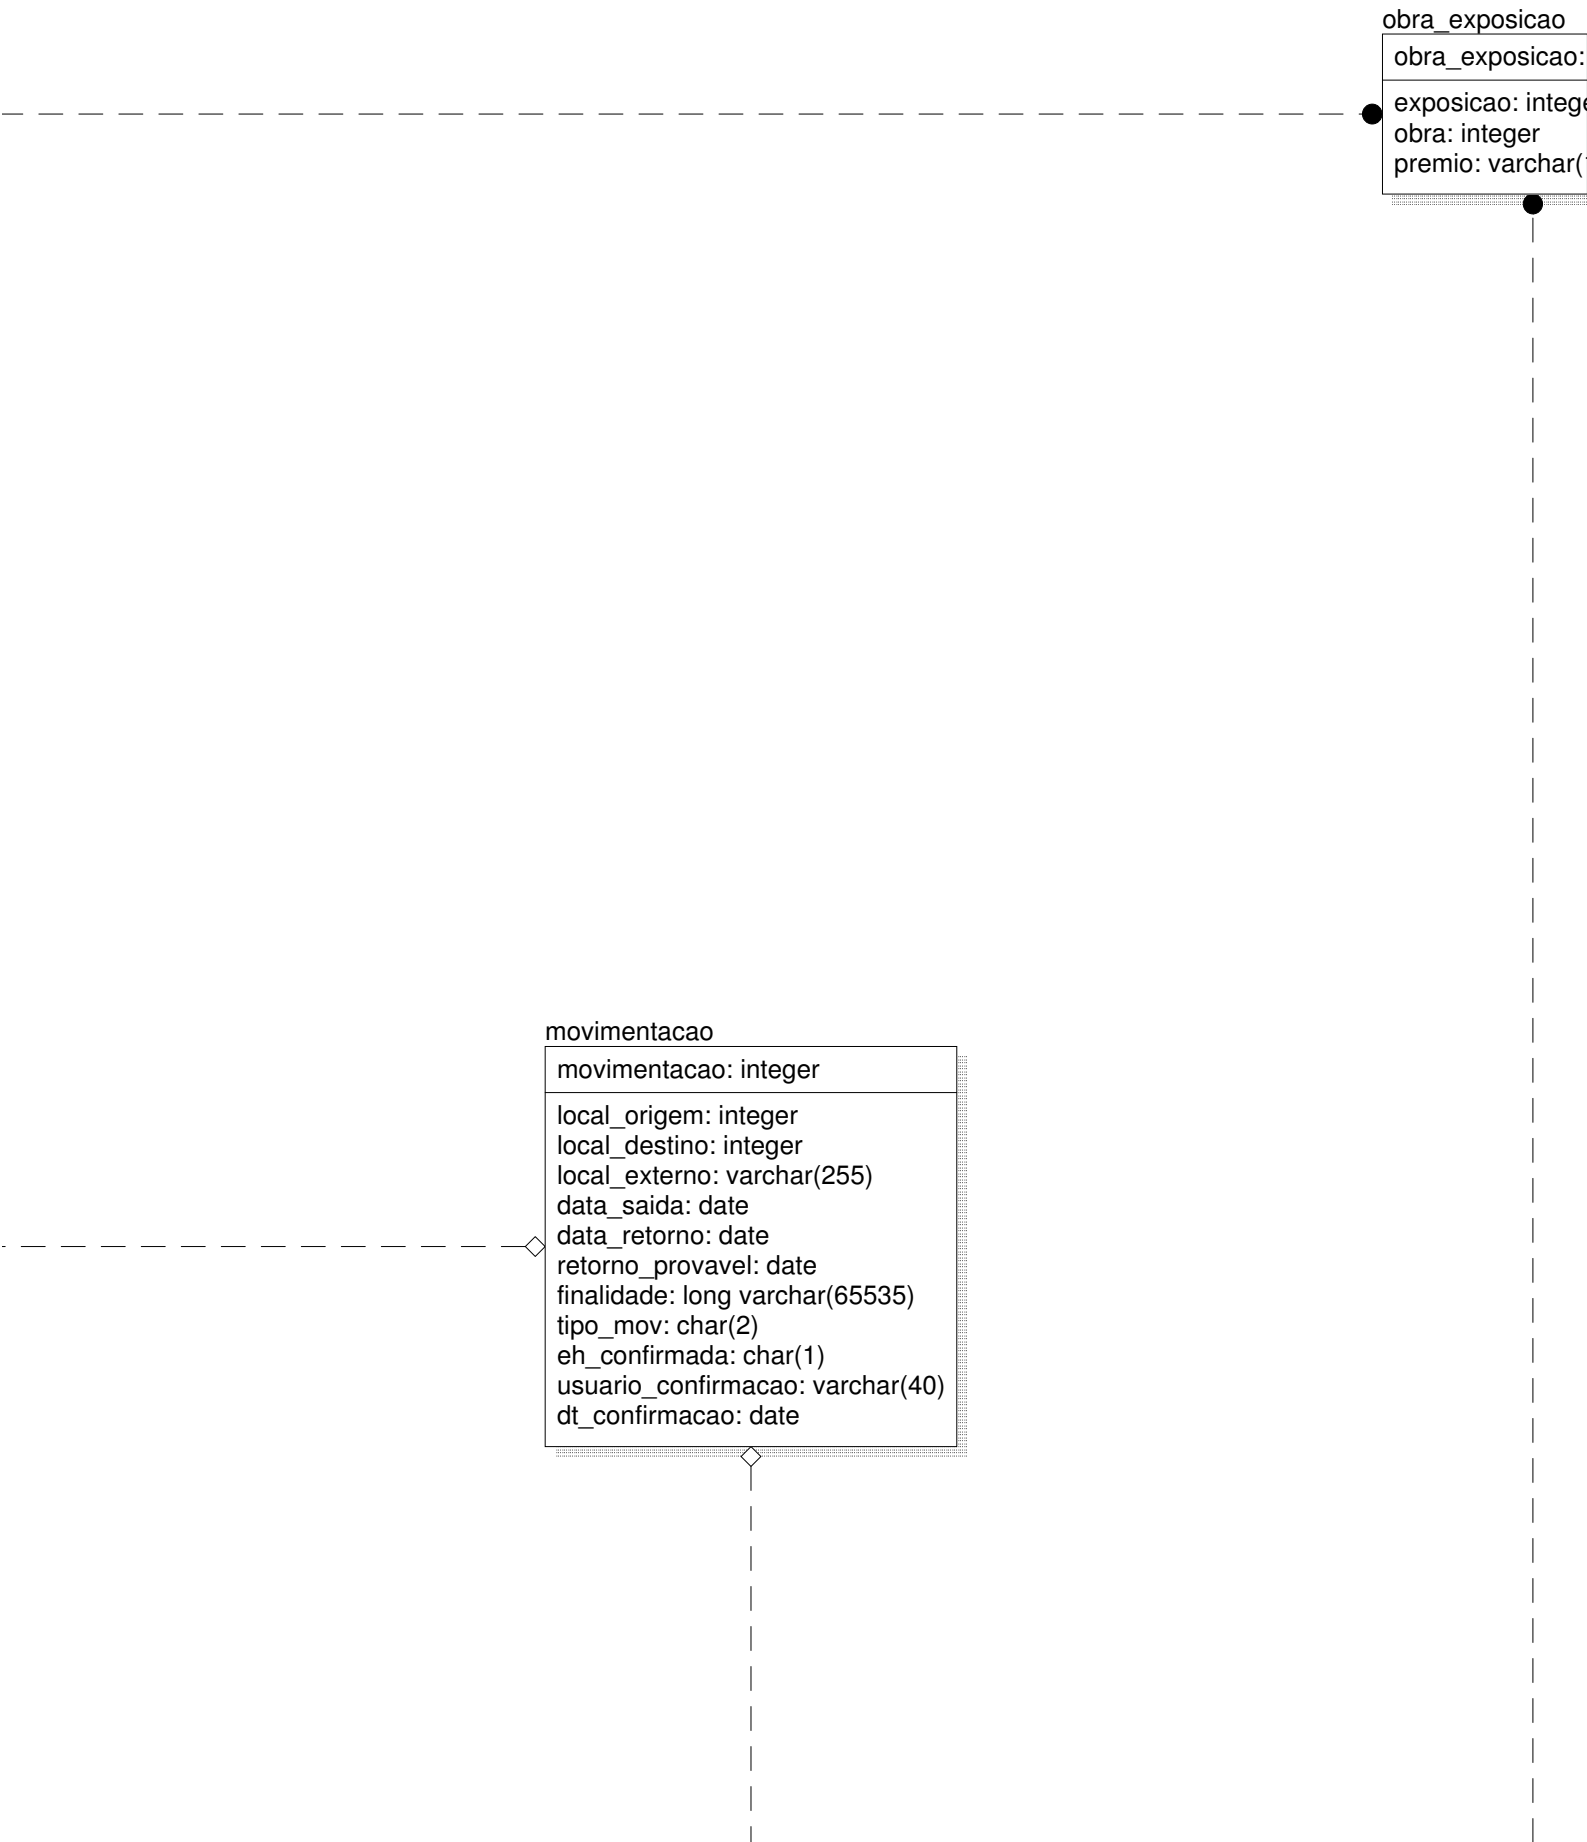 obra_exposicao
obra_exposicao:
exposicao:
obra: integer
premio: varchar(
movimentacao
movimentacao: integer
local_origem: integer
local_destino: integer
local_externo: varchar(255)
data_saida: date
data_retorno: date
retorno_provavel: date
finalidade: long varchar(65535)
tipo_mov: char(2)
eh_confirmada: char(1)
usuario_confirmacao: varchar(40)
dt_confirmacao: date